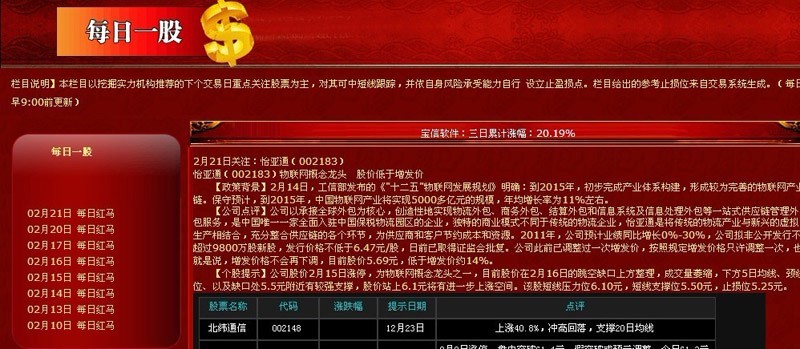 每日一股
栏目说明】本栏目以挖掘实力机构推荐的下个交易日重点关注股票为主，对其可中短线跟踪，并依自身风险承受能力自行 设立止盈损点。栏目给出的参考止损位来自交易系统生成。（每日
早9:00前更新）
宝信软件：三日累计涨幅：20.19%
每日一股
02月21日 每日红马
02月20日 每日红马
02月17日 每日红马
02月16日 每日红马
02月15日 每日红马
02月14日 每日红马
02月13日 每日红马
02月10日 每日红马
2月21日关注：怡亚通（002183）
怡亚通（002183）物联网概念龙头 股价低于增发价
【政策背景】2月14日，工信部发布的《“十二五”物联网发展规划》明确：到2015年，初步完成产业体系构建，形成较为完善的物联网产业
链。保守预计，到2015年，中国物联网产业将实现5000多亿元的规模，年均增长率为11%左右。
【公司点评】公司以承接全球外包为核心，创造性地实现物流外包、商务外包、结算外包和信息系统及信息处理外包等一站式供应链管理外
包服务，是中国唯一一家全面入驻中国保税物流园区的企业，独特的商业模式不同于传统的物流企业，怡亚通是将传统的物流产业与新兴的虚拟
生产相结合，充分整合供应链的各个环节，为供应商和客户节约成本和资源。2011年，公司预计业绩同比增长0%-30%，公司拟非公开发行不
超过9800万股新股，发行价格不低于6.47元/股，日前已取得证监会批复。公司此前已调整过一次增发价，按照规定增发价格只许调整一次，也
就是说，增发价格不会再下调，目前股价5.69元，低于增发价约14%。
【个股提示】公司股价2月15日涨停，为物联网概念龙头之一，目前股价在2月16日的跳空缺口上方整理，成交量萎缩，下方5日均线、颈线
位、以及缺口处5.5元附近有较强支撑，股价站上6.1元将有进一步上涨空间。该股短线压力位6.10元，短线支撑位5.50元，止损位5.25元。
股票名称 代码 涨跌幅 提示日期 点评
北纬通信 002148 12月23日 上涨40.8%，冲高回落，支撑20日均线